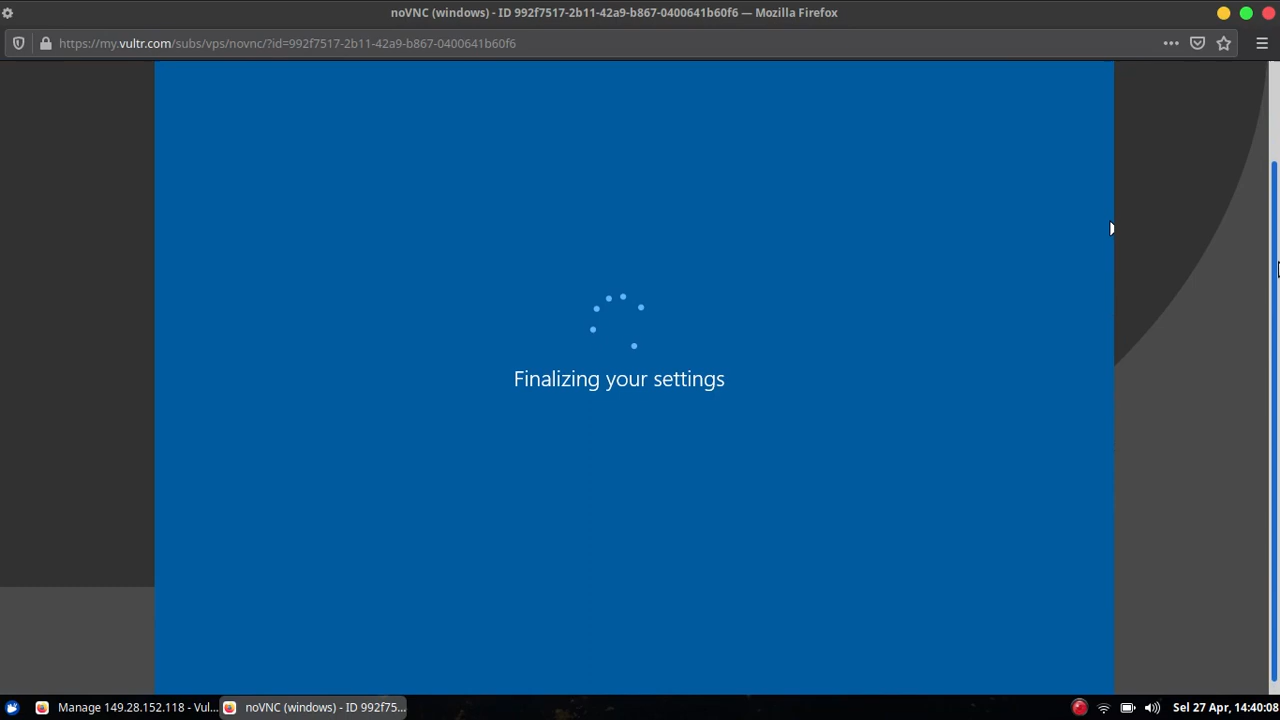 noVNC (windows) - ID 992f7517-2b11-42a9-b867-0400641b60f6 — Mozilla Firefox
https://my.vultr.com/subs/vps/novnc/?id=992f7517-2b11-42a9-b867-0400641b60f6
Finalizing your settings
Manage 149.28.152.118 - Vul...
noVNC (windows) - ID 992f75...
Sel 27 Apr, 14:40:08